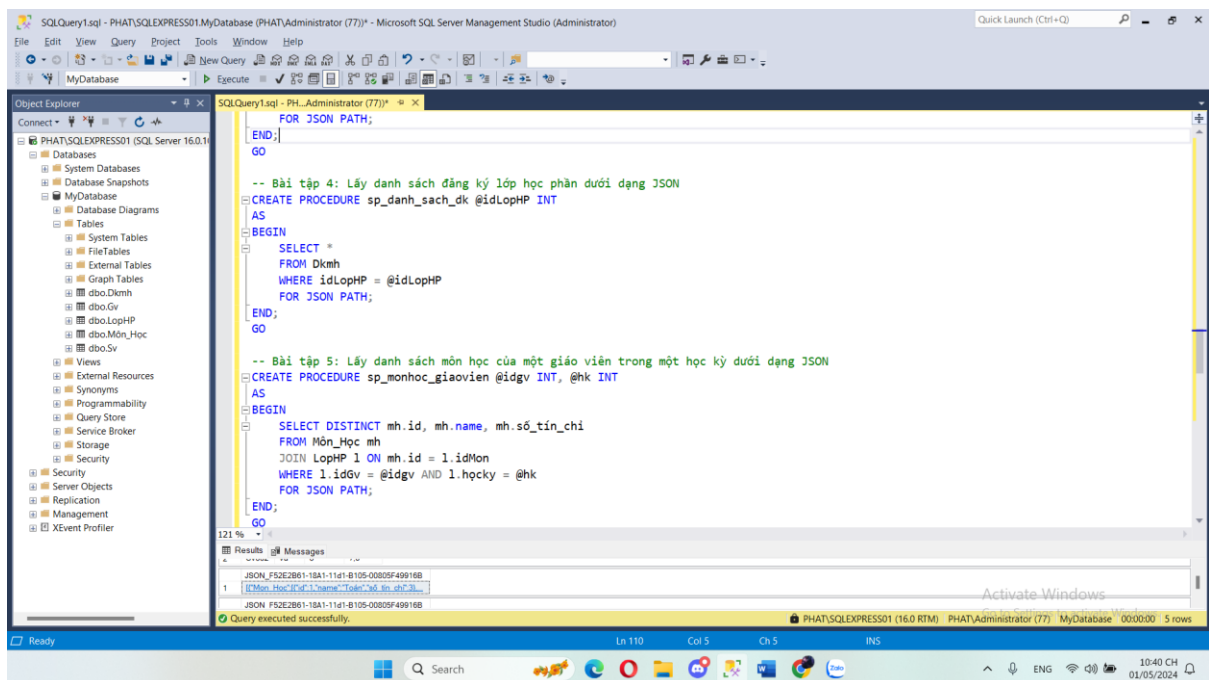 SQLQuery1.sql - PHAT\SQLEXPRESS01.MyDatabase (PHAT\Administrator (77))* - Microsoft SQL Server Management Studio (Administrator)
Quick Launch (Ctrl+Q)
File Edit View Query Project Tools Window Help
New Query
MyDatabase Execute
Object Explorer
SQLQuery1.sql - PH...Administrator (77))*
Connect
PHAT\SQLEXPRESS01 (SQL Server 16.0.1
Databases
System Databases
Database Snapshots
MyDatabase
Database Diagrams
Tables
System Tables
FileTables
External Tables
Graph Tables
dbo.Dkmh
dbo.Gv
dbo.LopHP
dbo.Môn_Học
dbo.Sv
Views
External Resources
Synonyms
Programmability
Query Store
Service Broker
Storage
Security
Security
Server Objects
Replication
Management
XEvent Profiler
FOR JSON PATH;
END;
GO
-- Bài tập 4: Lấy danh sách đăng ký lớp học phần dưới dạng JSON
CREATE PROCEDURE sp_danh_sach_dk @idLopHP INT
AS
BEGIN
SELECT *
FROM Dkmh
WHERE idLopHP = @idLopHP
FOR JSON PATH;
END;
GO
-- Bài tập 5: Lấy danh sách môn học của một giáo viên trong một học kỳ dưới dạng JSON
CREATE PROCEDURE sp_monhoc_giaovien @idgv INT, @hk INT
AS
BEGIN
SELECT DISTINCT mh.id, mh.name, mh.số_tín_chi
FROM Môn_Học mh
JOIN LopHP l ON mh.id = l.idMon
WHERE l.idGv = @idgv AND l.họcky = @hk
FOR JSON PATH;
END;
GO
121 %
Results Messages
JSON_F52E2B61-18A1-11d1-B105-00805F49916B
1 [{"Mon_Hoc":[{"id":1,"name":"Toán","số_tín_chỉ":3},...
JSON_F52E2B61-18A1-11d1-B105-00805F49916B
Activate Windows
Query executed successfully.
PHAT\SQLEXPRESS01 (16.0 RTM) PHAT\Administrator (77) MyDatabase 00:00:00 5 rows
Ready Ln 110 Col 5 Ch 5 INS
Search
Zalo
ENG
10:40 CH
01/05/2024